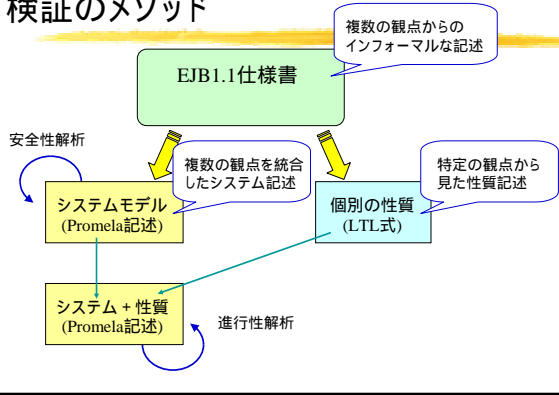 検証のメソッド
複数の観点からの
インフォーマルな記述
EJB1.1仕様書
安全性解析
複数の観点を統合
したシステム記述
特定の観点から
見た性質記述
システムモデル
(Promela記述)
個別の性質
(LTL式)
システム + 性質
(Promela記述)
進行性解析